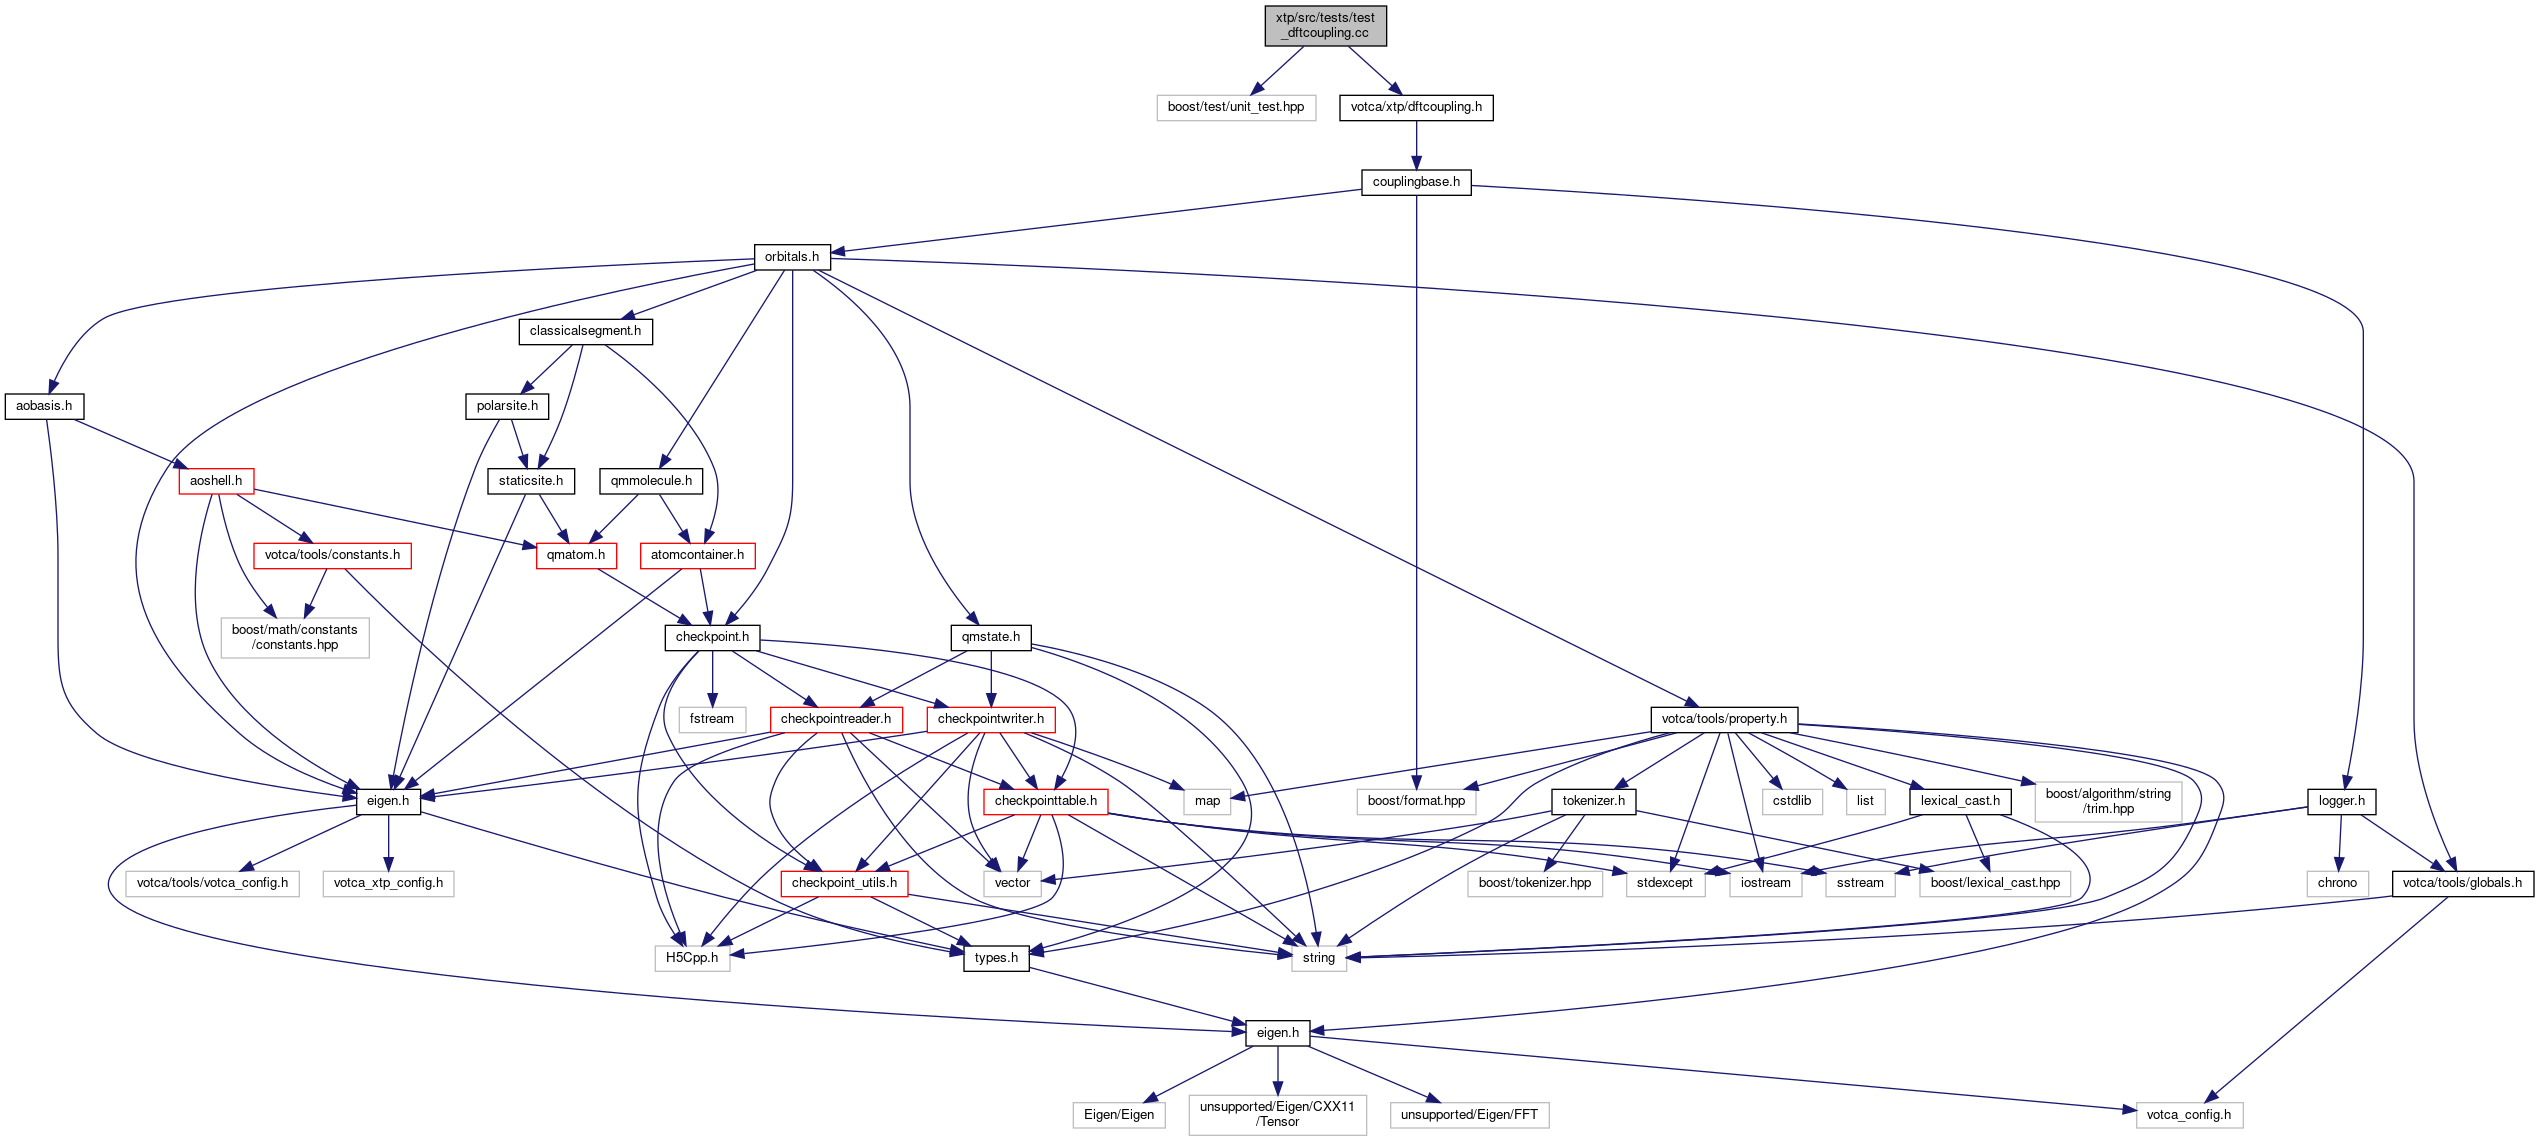 xtp/src/tests/test
_dftcoupling.cc
boost/test/unit_test.hpp
votca/xtp/dftcoupling.h
couplingbase.h
orbitals.h
classicalsegment.h
aobasis.h
polarsite.h
aoshell.h
staticsite.h
qmmolecule.h
votca/tools/constants.h
qmatom.h
atomcontainer.h
boost/math/constants
/constants.hpp
checkpoint.h
qmstate.h
fstream
checkpointreader.h
checkpointwriter.h
votca/tools/property.h
eigen.h
checkpointtable.h
map
boost/format.hpp
tokenizer.h
cstdlib
list
lexical_cast.h
boost/algorithm/string
/trim.hpp
logger.h
votca/tools/votca_config.h
votca_xtp_config.h
checkpoint_utils.h
vector
boost/tokenizer.hpp
stdexcept
iostream
sstream
boost/lexical_cast.hpp
chrono
votca/tools/globals.h
H5Cpp.h
types.h
string
eigen.h
Eigen/Eigen
unsupported/Eigen/CXX11
/Tensor
unsupported/Eigen/FFT
votca_config.h